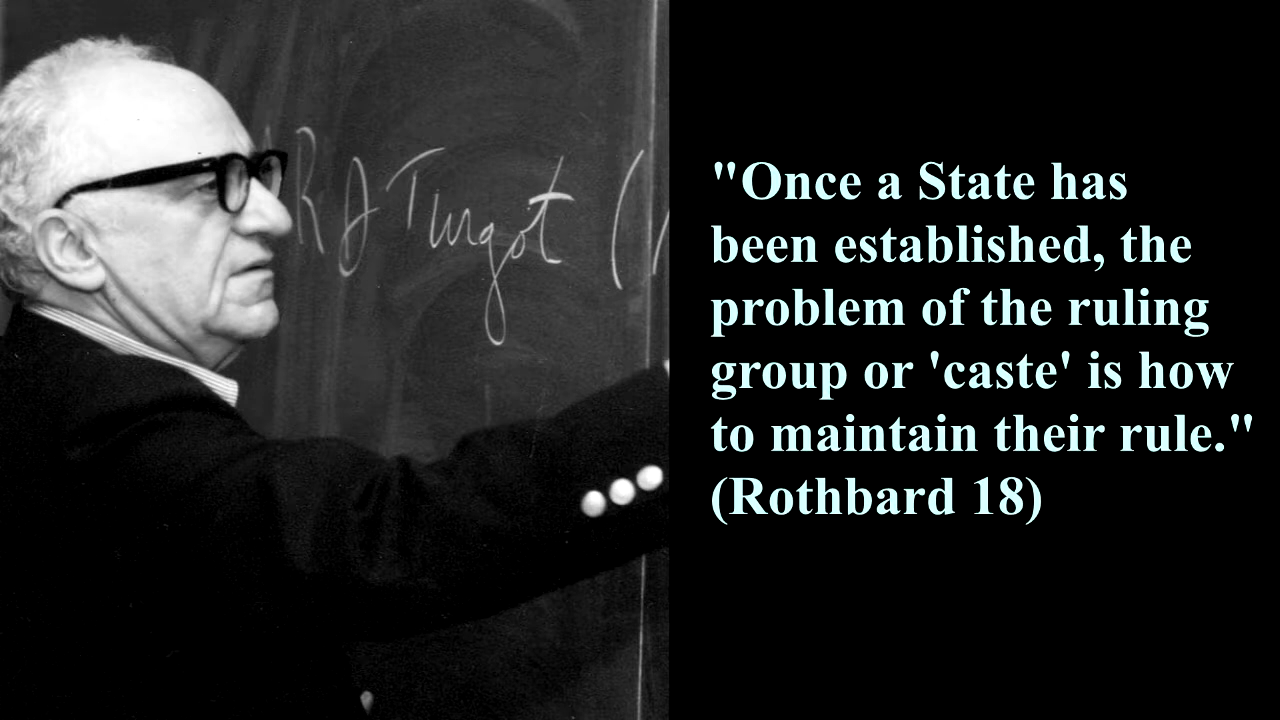 R J Turgot (
"Once a State has
been established, the
problem of the ruling
group or 'caste' is how
to maintain their rule."
(Rothbard 18)